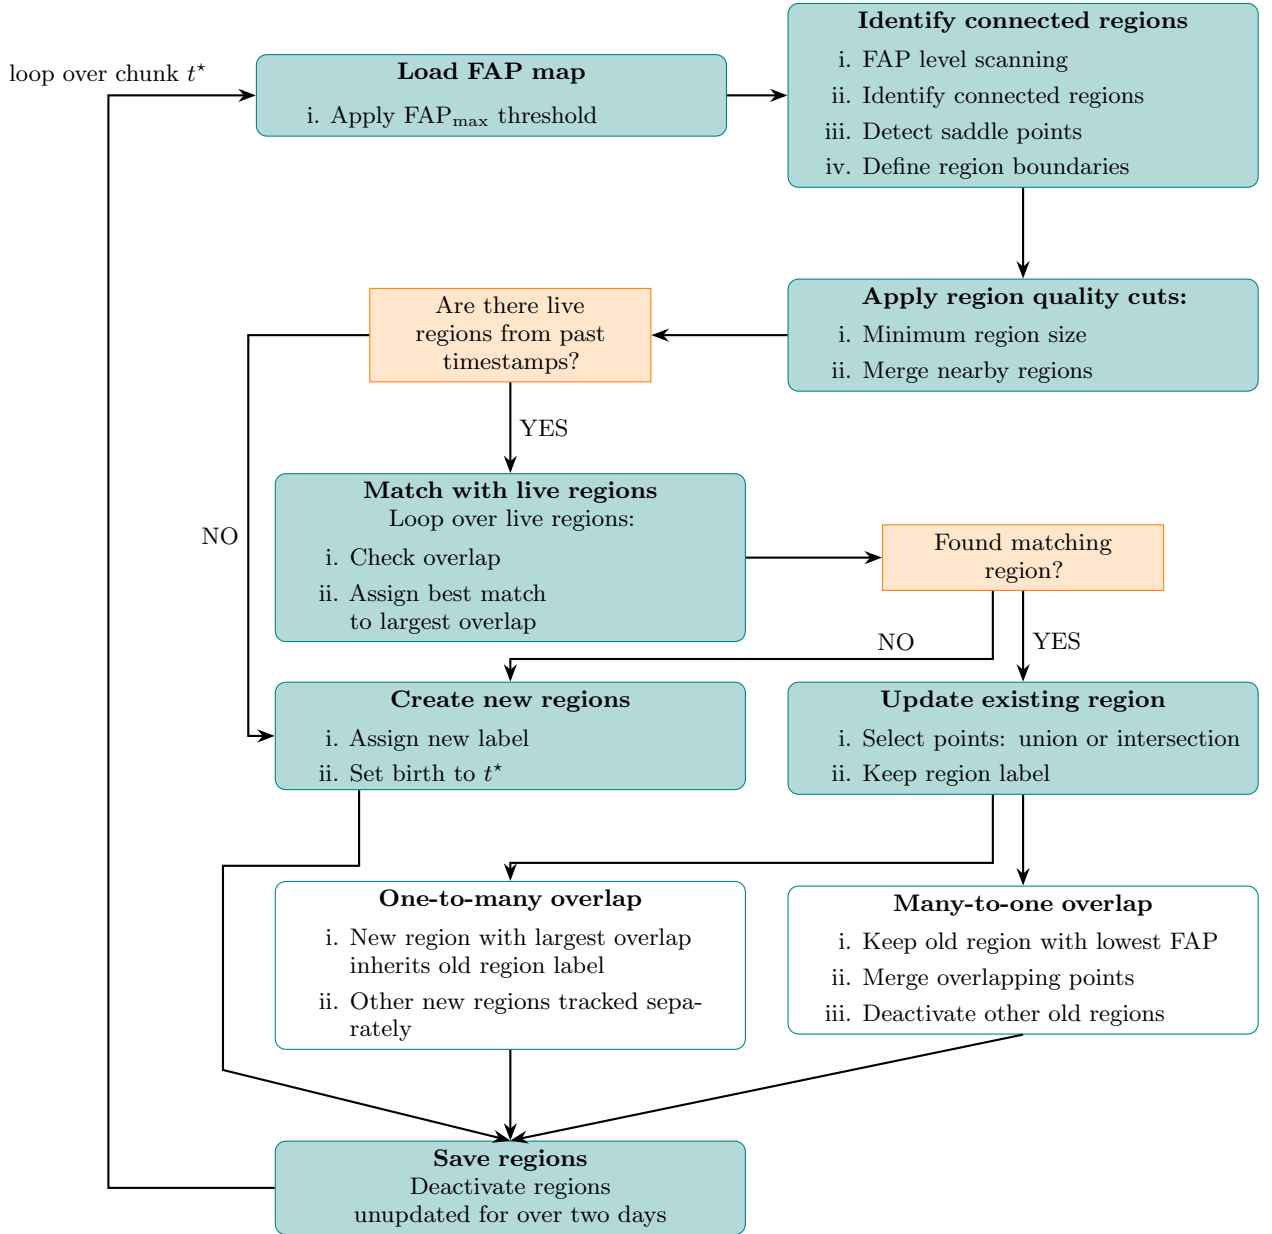 loop over chunk t⋆
Load FAP map
i. Apply FAPmax threshold
Identify connected regions
i. FAP level scanning
ii. Identify connected regions
iii. Detect saddle points
iv. Define region boundaries
Apply region quality cuts:
i. Minimum region size
ii. Merge nearby regions
Are there live
regions from past
timestamps?
YES
NO
Match with live regions
Loop over live regions:
i. Check overlap
ii. Assign best match
to largest overlap
Found matching
region?
NO
YES
Create new regions
i. Assign new label
ii. Set birth to t⋆
Update existing region
i. Select points: union or intersection
ii. Keep region label
One-to-many overlap
i. New region with largest overlap
inherits old region label
ii. Other new regions tracked sepa-
rately
Many-to-one overlap
i. Keep old region with lowest FAP
ii. Merge overlapping points
iii. Deactivate other old regions
Save regions
Deactivate regions
unupdated for over two days